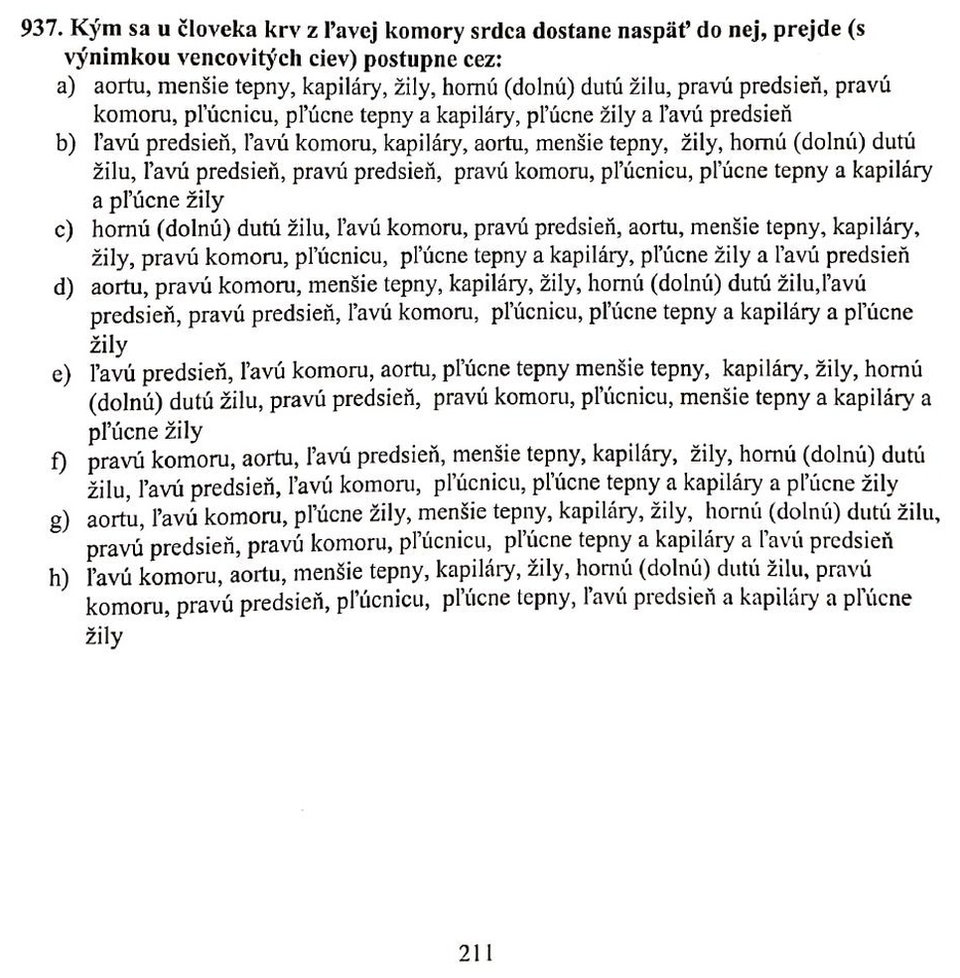 937. Kým sa u človeka krv z ľavej komory srdca dostane naspäť do nej, prejde (s
výnimkou vencovitých ciev) postupne cez:
a) aortu, menšie tepny, kapiláry, žily, hornú (dolnú) dutú žilu, pravú predsieň, pravú
komoru, pľúcnicu, pľúcne tepny a kapiláry, pľúcne žily a ľavú predsieň
b) ľavú predsieň, ľavú komoru, kapiláry, aortu, menšie tepny, žily, hornú (dolnú) dutú
žilu, ľavú predsieň, pravú predsieň, pravú komoru, pľúcnicu, pľúcne tepny a kapiláry
a pľúcne žily
c) hornú (dolnú) dutú žilu, ľavú komoru, pravú predsieň, aortu, menšie tepny, kapiláry,
žily, pravú komoru, pľúcnicu, pľúcne tepny a kapiláry, pľúcne žily a ľavú predsieň
d) aortu, pravú komoru, menšie tepny, kapiláry, žily, hornú (dolnú) dutú žilu,ľavú
predsieň, pravú predsieň, ľavú komoru, pľúcnicu, pľúcne tepny a kapiláry a pľúcne
žily
e) ľavú predsieň, ľavú komoru, aortu, pľúcne tepny menšie tepny, kapiláry, žily, hornú
(dolnú) dutú žilu, pravú predsieň, pravú komoru, pľúcnicu, menšie tepny a kapiláry a
pľúcne žily
f) pravú komoru, aortu, ľavú predsieň, menšie tepny, kapiláry, žily, hornú (dolnú) dutú
žilu, ľavú predsieň, ľavú komoru, pľúcnicu, pľúcne tepny a kapiláry a pľúcne žily
g) aortu, ľavú komoru, pľúcne žily, menšie tepny, kapiláry, žily, hornú (dolnú) dutú žilu,
pravú predsieň, pravú komoru, pľúcnicu, pľúcne tepny a kapiláry a ľavú predsieň
h) ľavú komoru, aortu, menšie tepny, kapiláry, žily, hornú (dolnú) dutú žilu, pravú
komoru, pravú predsieň, pľúcnicu, pľúcne tepny, ľavú predsieň a kapiláry a pľúcne
žily
211